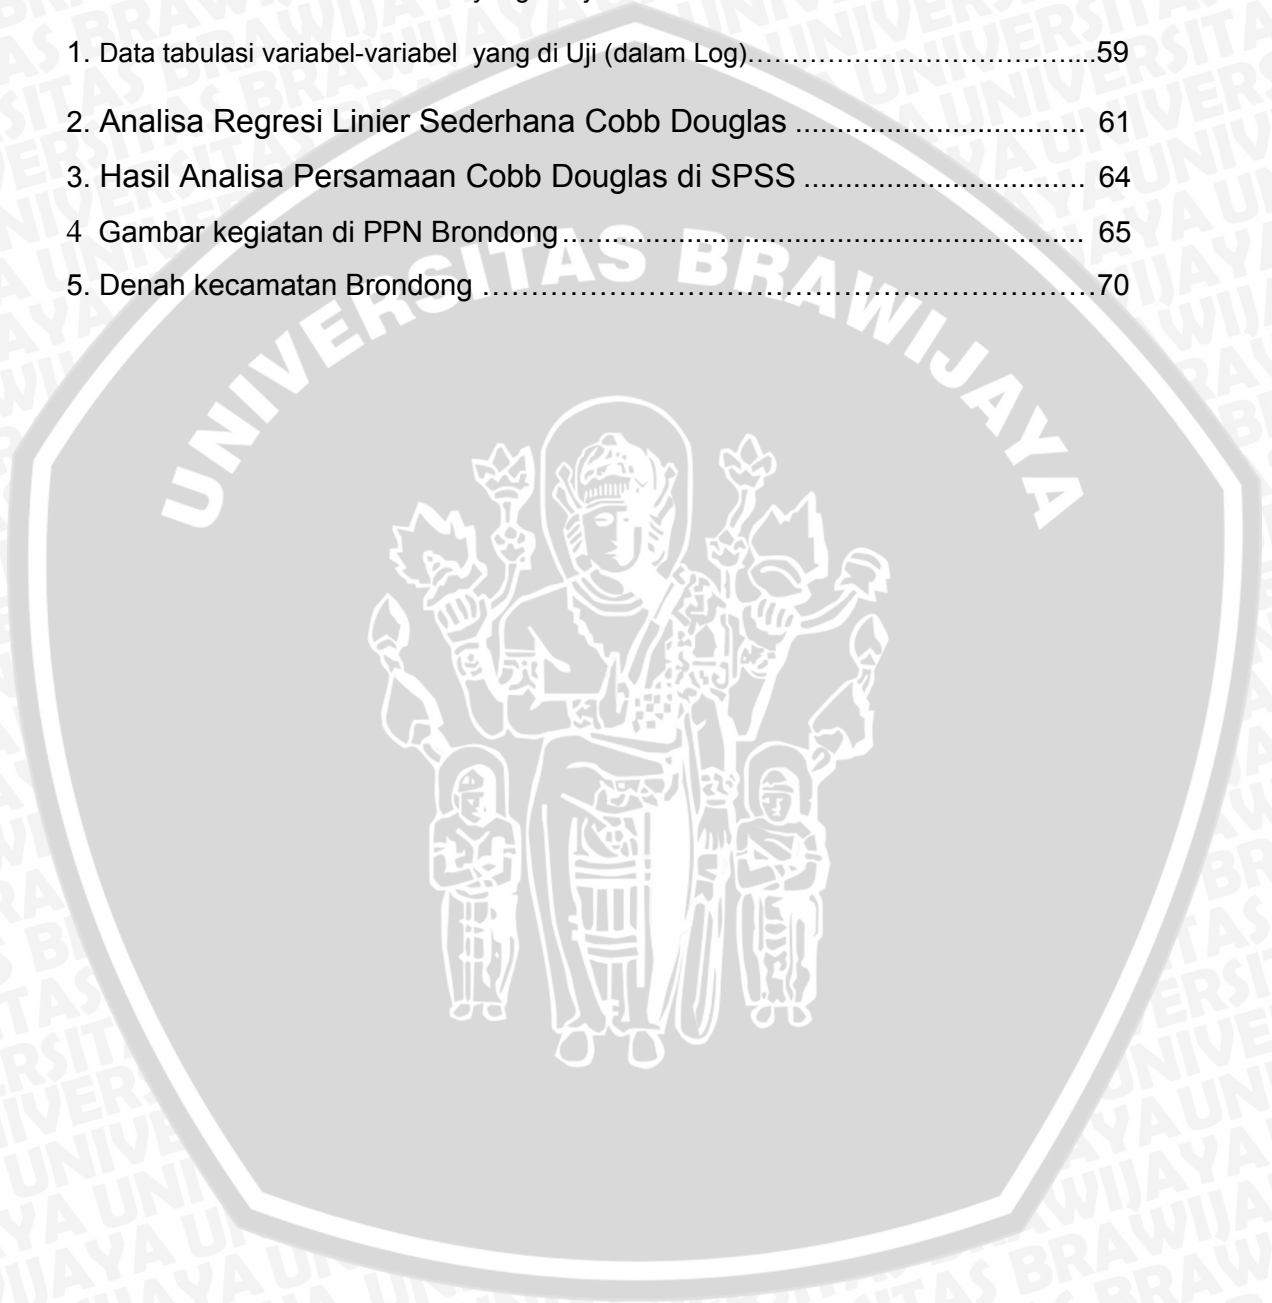 1. Data tabulasi variabel-variabel yang di Uji (dalam Log)........................................59
2. Analisa Regresi Linier Sederhana Cobb Douglas ................................... 61
3. Hasil Analisa Persamaan Cobb Douglas di SPSS .................................. 64
4 Gambar kegiatan di PPN Brondong................................................................ 65
5. Denah kecamatan Brondong ……………………………………………………70
UNIVERSITAS BRAWIJAYA